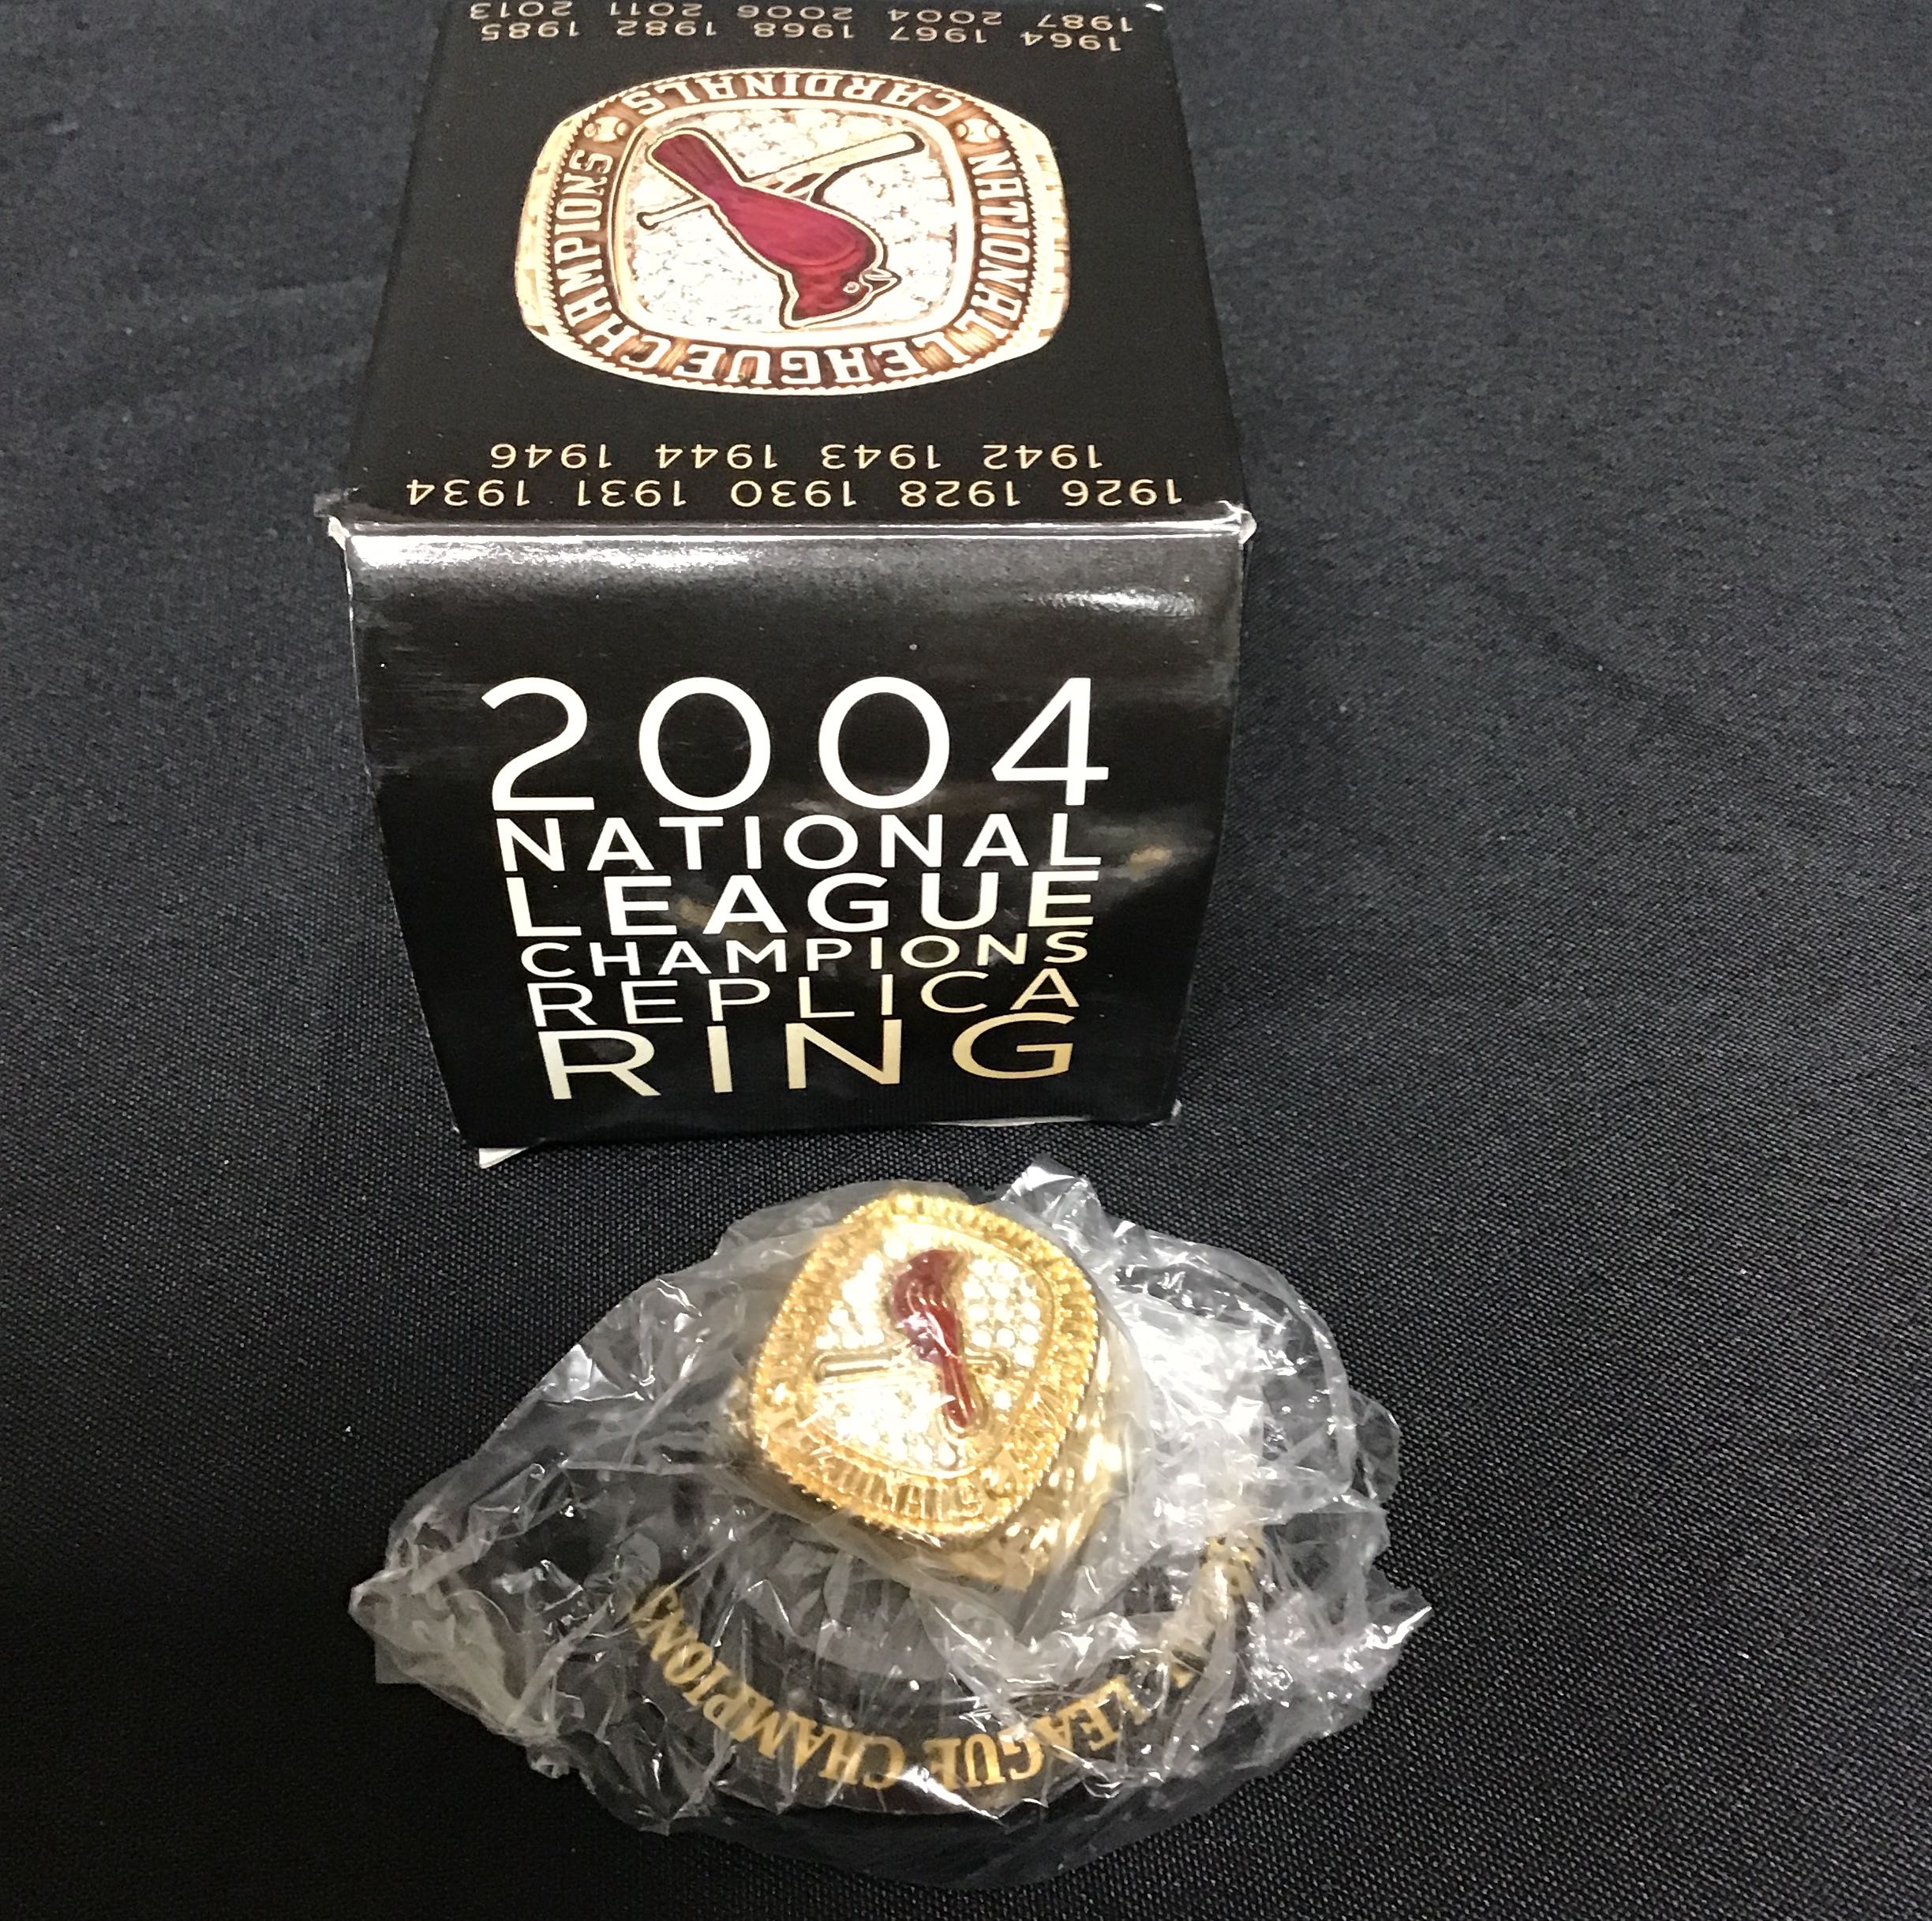 1926 1928 1930 1931 1934
1942 1943 1944 1946
NATIONAL LEAGUE CHAMPIONS
CARDINALS
1964 1967 1968 1982 1985
1987 2004 2006 2011 2013
2004
NATIONAL
LEAGUE
CHAMPIONS
REPLICA
RING
CARDINALS
LEAGUE CHAMPIONS